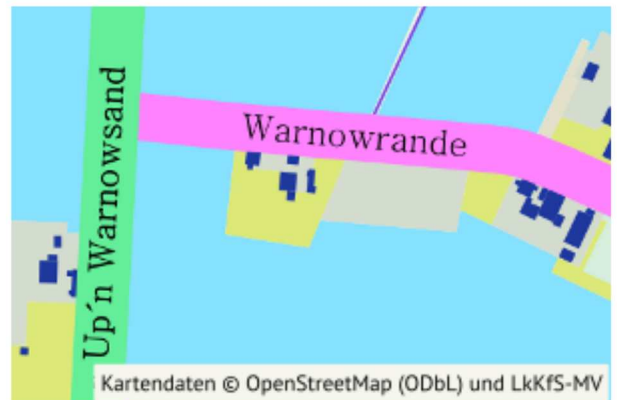 Warnowrande
Up´n Warnowsand
Kartendaten © OpenStreetMap (ODbL) und LkKfS-MV